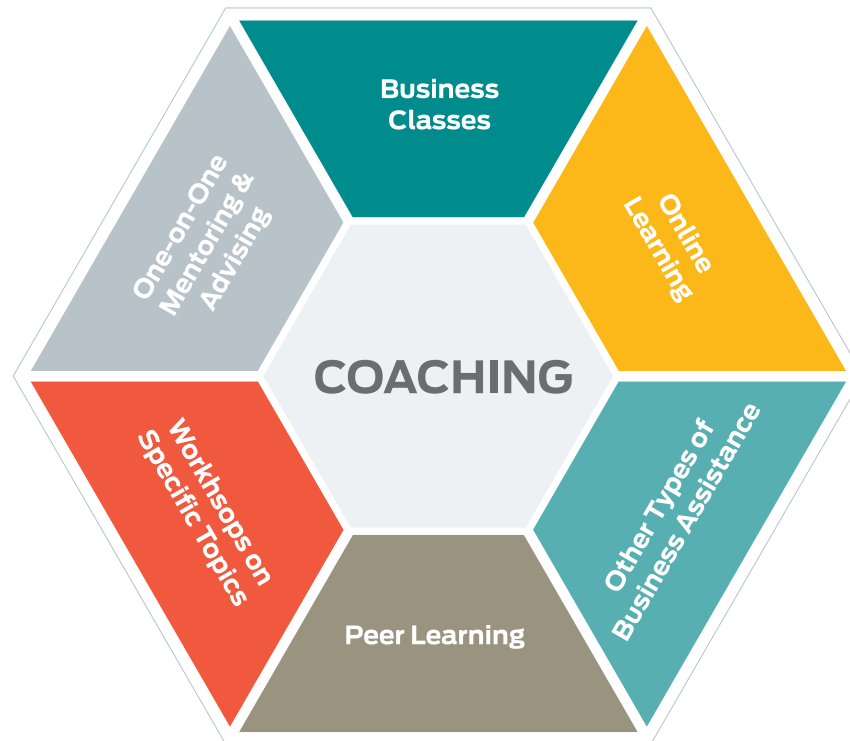 Business
Classes
Online
Learning
Other Types of
Business Assistance
Peer Learning
Workhsops on
Specific Topics
One-on-One
Mentoring &
Advising
COACHING